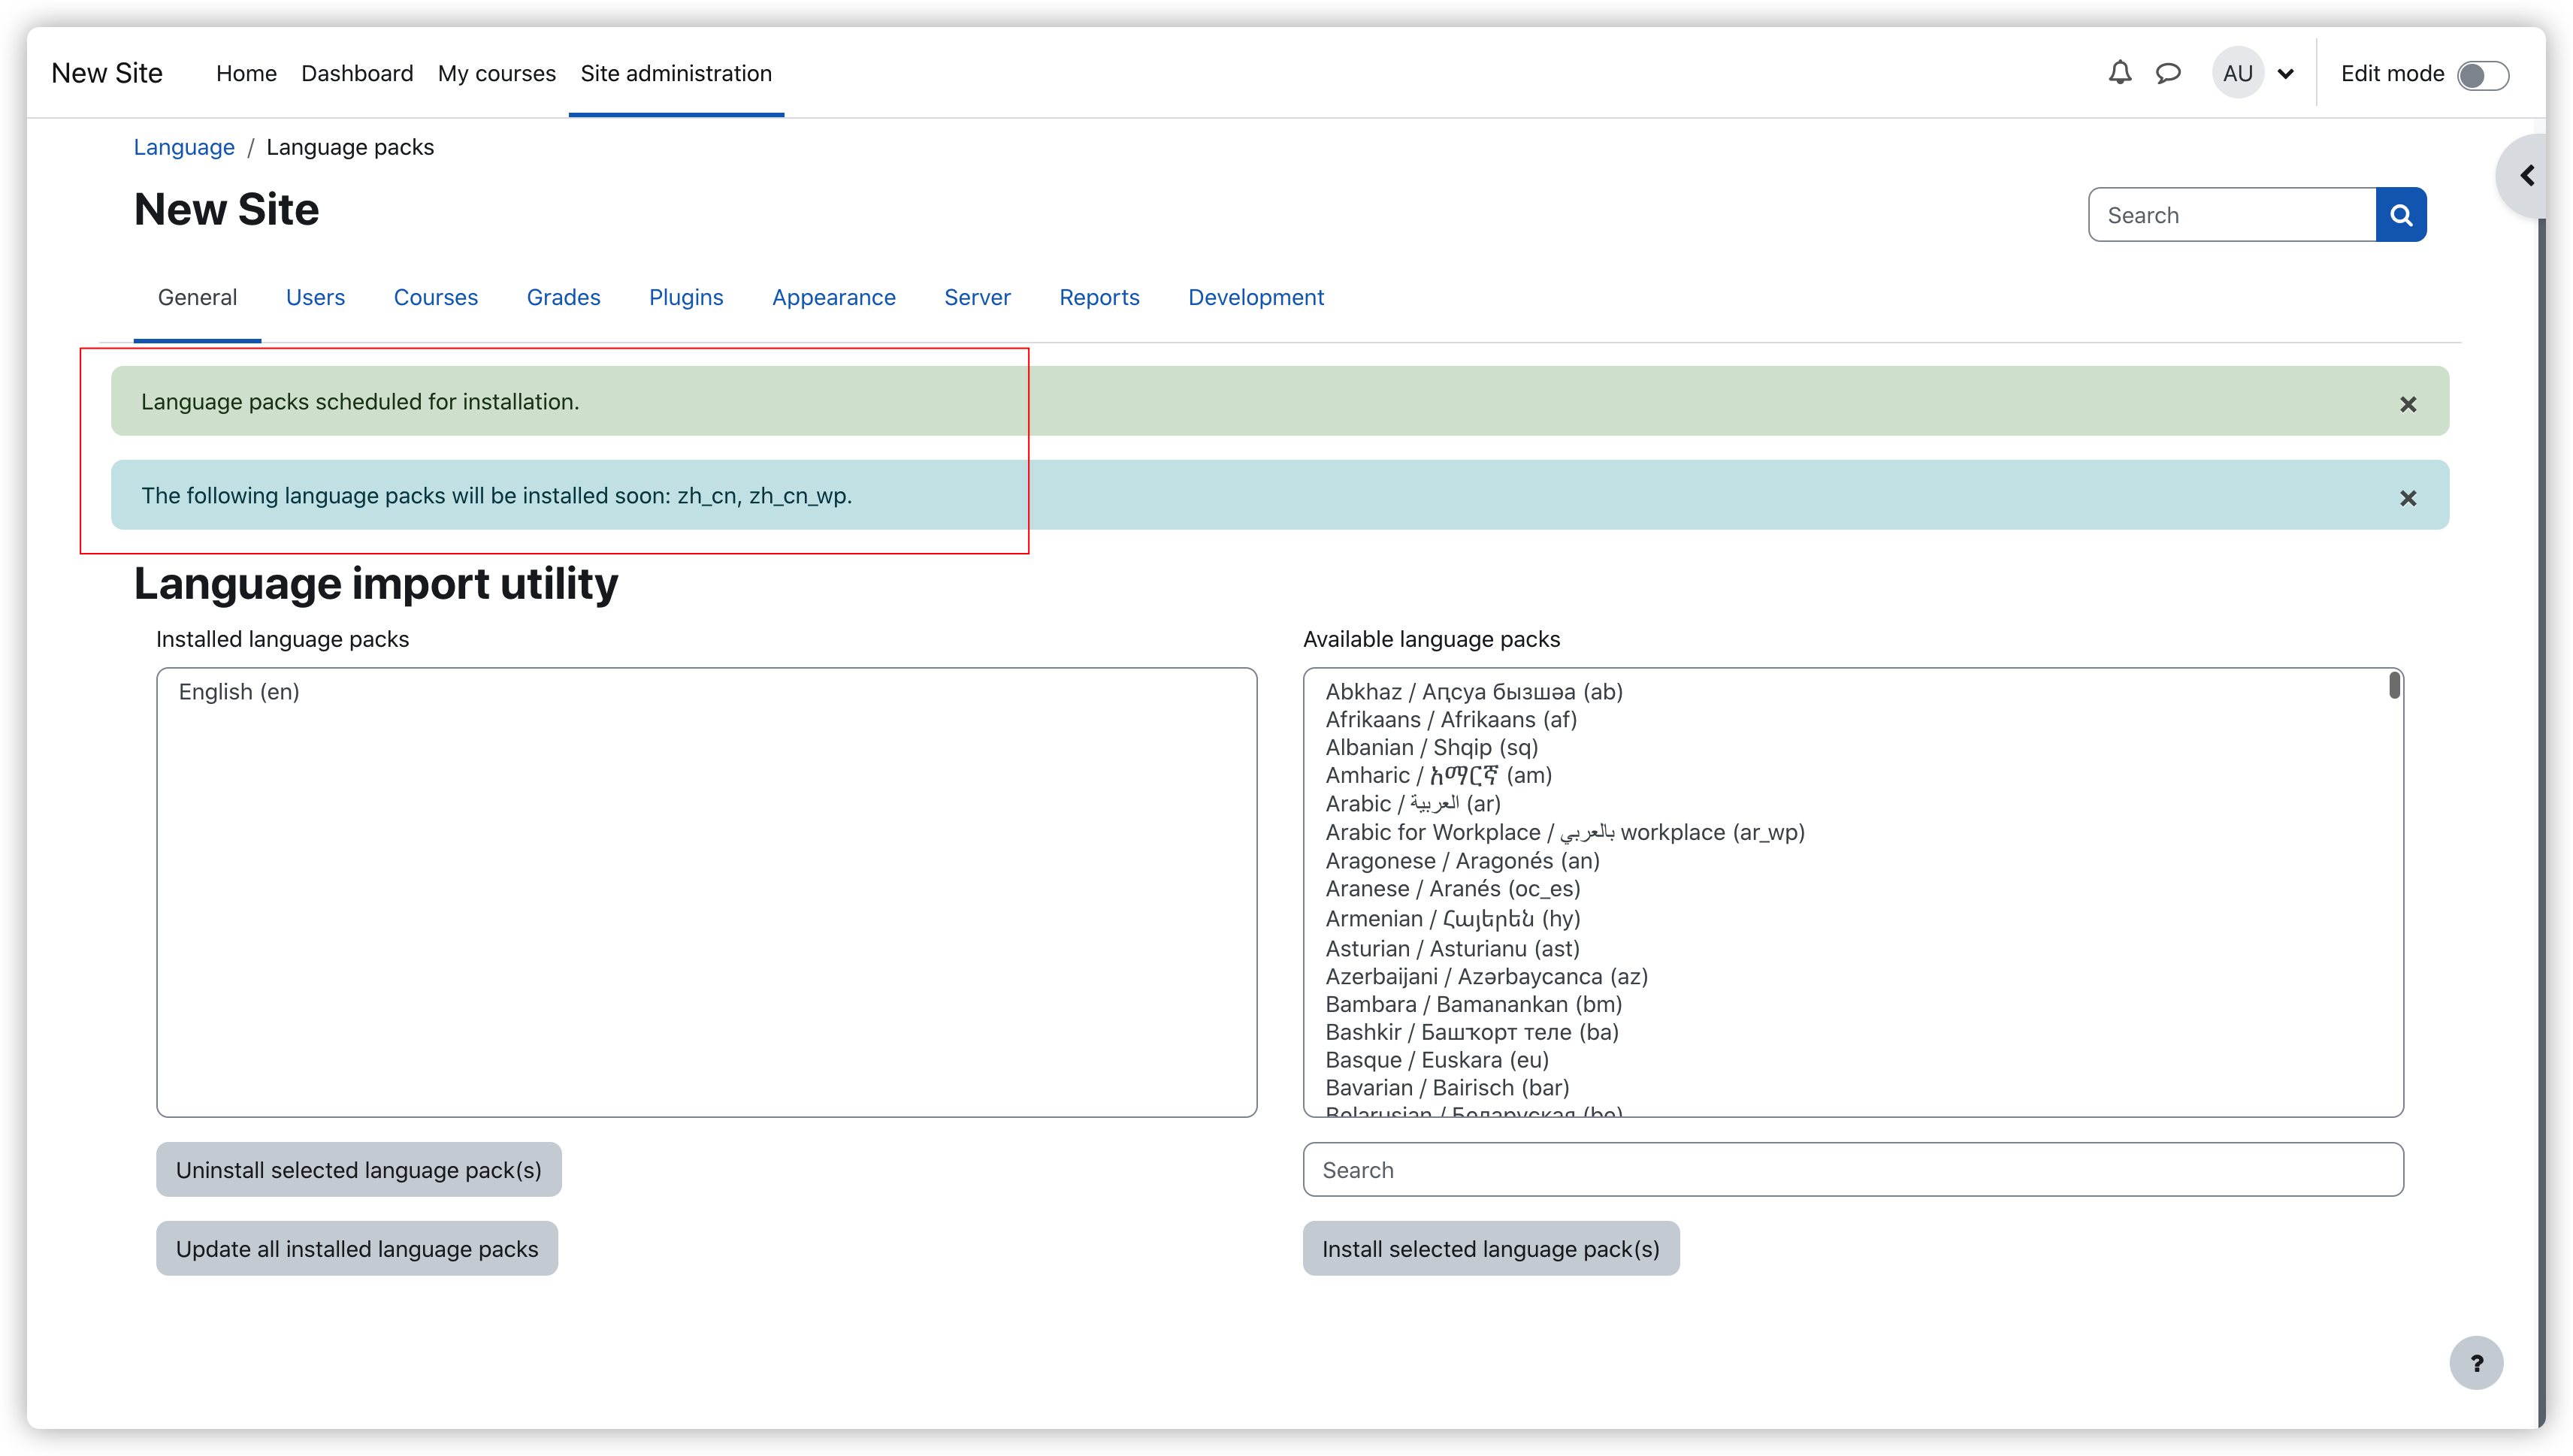 New Site Home Dashboard My courses Site administration AU Edit mode
Language / Language packs
New Site
Search
General Users Courses Grades Plugins Appearance Server Reports Development
Language packs scheduled for installation.
The following language packs will be installed soon: zh_cn, zh_cn_wp.
Language import utility
Installed language packs
English (en)
Uninstall selected language pack(s)
Update all installed language packs
Available language packs
Abkhaz / Аԥсуа бызшәа (ab)
Afrikaans / Afrikaans (af)
Albanian / Shqip (sq)
Amharic / አማርኛ (am)
Arabic / العربية (ar)
Arabic for Workplace / بالعربي workplace (ar_wp)
Aragonese / Aragonés (an)
Aranese / Aranés (oc_es)
Armenian / Հայերեն (hy)
Asturian / Asturianu (ast)
Azerbaijani / Azərbaycanca (az)
Bambara / Bamanankan (bm)
Bashkir / Башҡорт теле (ba)
Basque / Euskara (eu)
Bavarian / Bairisch (bar)
Belarusian / Беларуская (be)
Search
Install selected language pack(s)
?